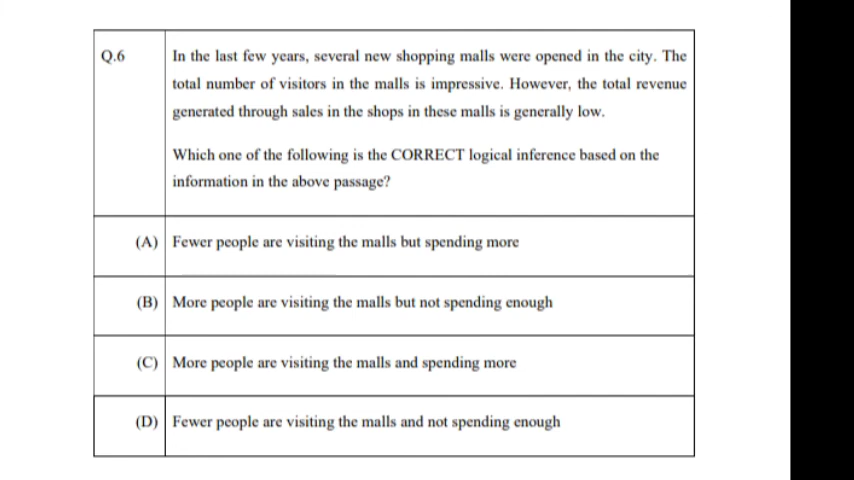 Q.6 In the last few years, several new shopping malls were opened in the city. The
total number of visitors in the malls is impressive. However, the total revenue
generated through sales in the shops in these malls is generally low.
Which one of the following is the CORRECT logical inference based on the
information in the above passage?
(A) Fewer people are visiting the malls but spending more
(B) More people are visiting the malls but not spending enough
(C) More people are visiting the malls and spending more
(D) Fewer people are visiting the malls and not spending enough